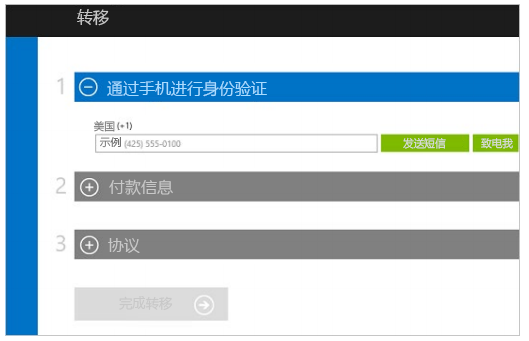 转移
1 通过手机进行身份验证
美国 (+1)
示例 (425) 555-0100 发送短信 致电我
2 付款信息
3 协议
完成转移